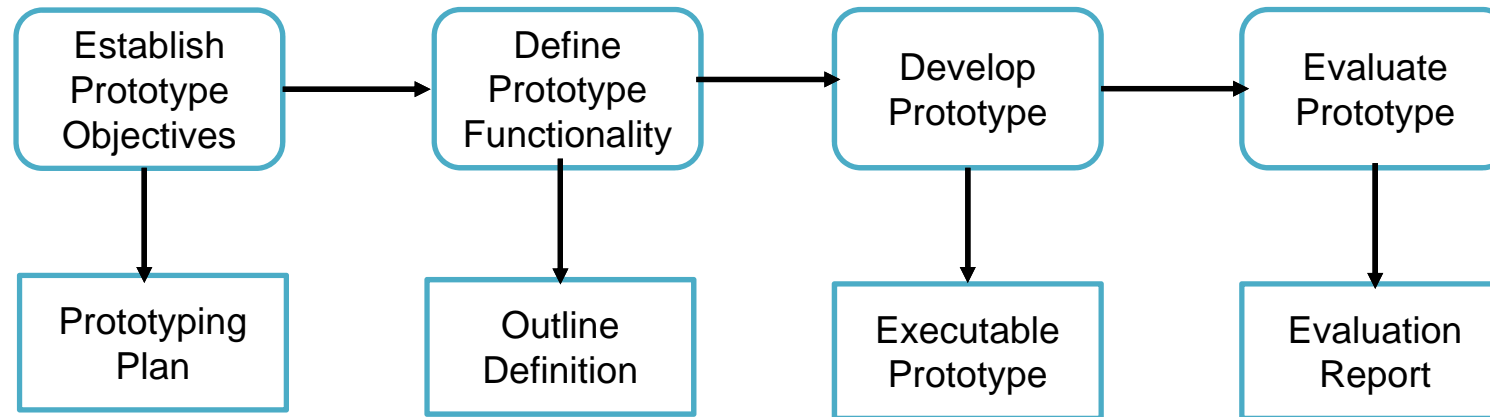 Establish
Prototype
Objectives
Define
Prototype
Functionality
Develop
Prototype
Evaluate
Prototype
Prototyping
Plan
Outline
Definition
Executable
Prototype
Evaluation
Report